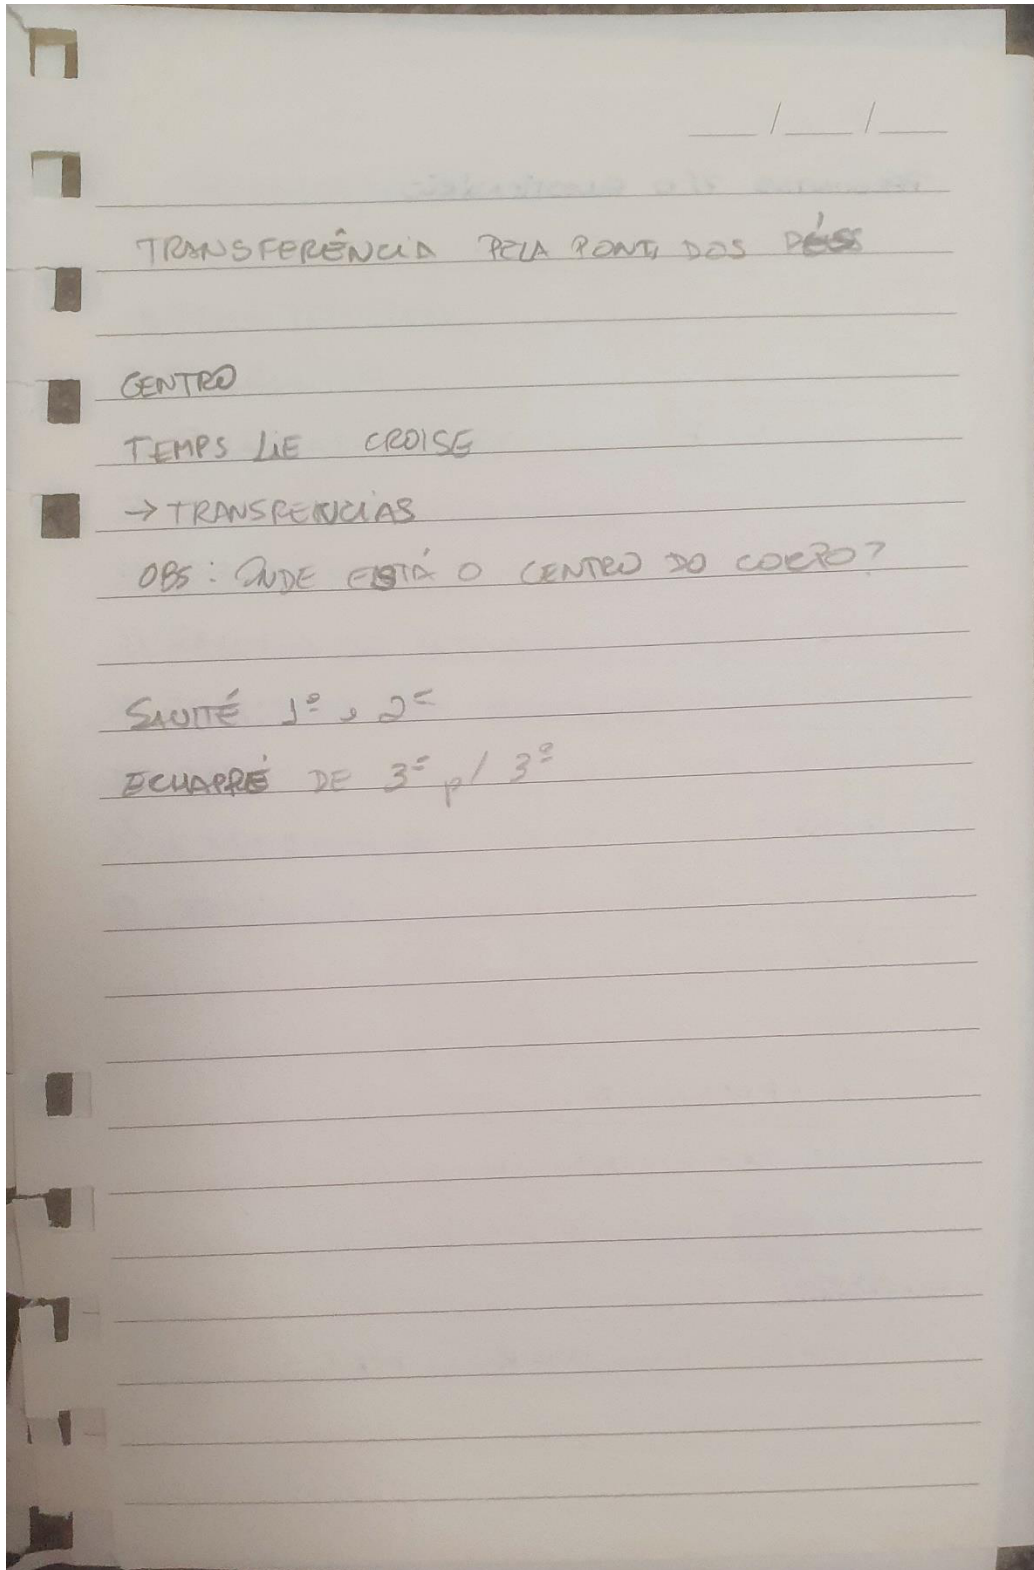 TRANSFERÊNCIA PELA PONTA DOS PÉS
CENTRO
TEMPS LIE CROISE
→ TRANSFERNCIAS
OBS: ONDE ESTÁ O CENTRO DO CORPO?
SAUTÉ 1ª, 2ª
ECHAPPÉ DE 3ª p/ 3ª